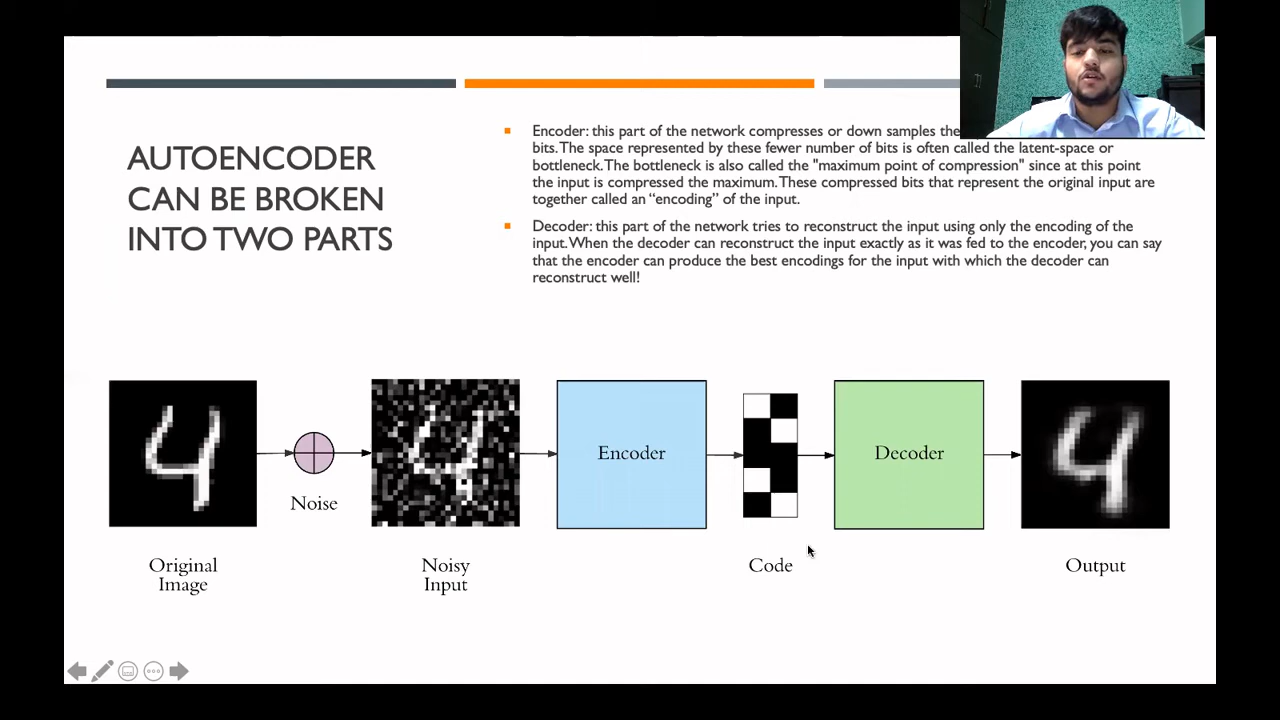 AUTOENCODER
CAN BE BROKEN
INTO TWO PARTS
Encoder: this part of the network compresses or down samples the
bits. The space represented by these fewer number of bits is often called the latent-space or
bottleneck. The bottleneck is also called the "maximum point of compression" since at this point
the input is compressed the maximum. These compressed bits that represent the original input are
together called an “encoding” of the input.
Decoder: this part of the network tries to reconstruct the input using only the encoding of the
input. When the decoder can reconstruct the input exactly as it was fed to the encoder, you can say
that the encoder can produce the best encodings for the input with which the decoder can
reconstruct well!
4
4
Encoder
Decoder
4
Noise
Original
Image
Noisy
Input
Code
Output